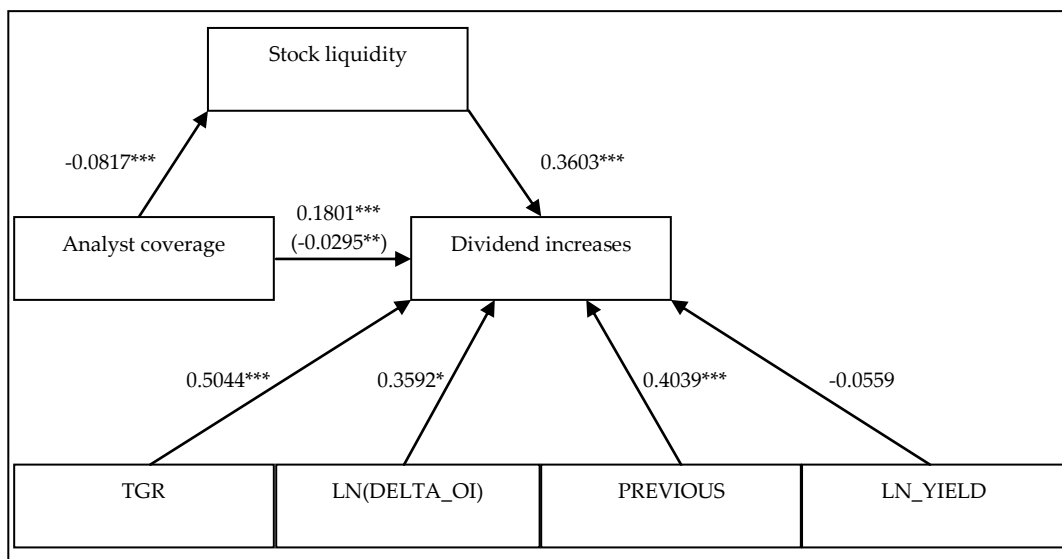 Stock liquidity
-0.0817***
0.3603***
0.1801***
(-0.0295**)
Analyst coverage
Dividend increases
0.5044***
0.3592*
0.4039***
-0.0559
TGR
LN(DELTA_OI)
PREVIOUS
LN_YIELD